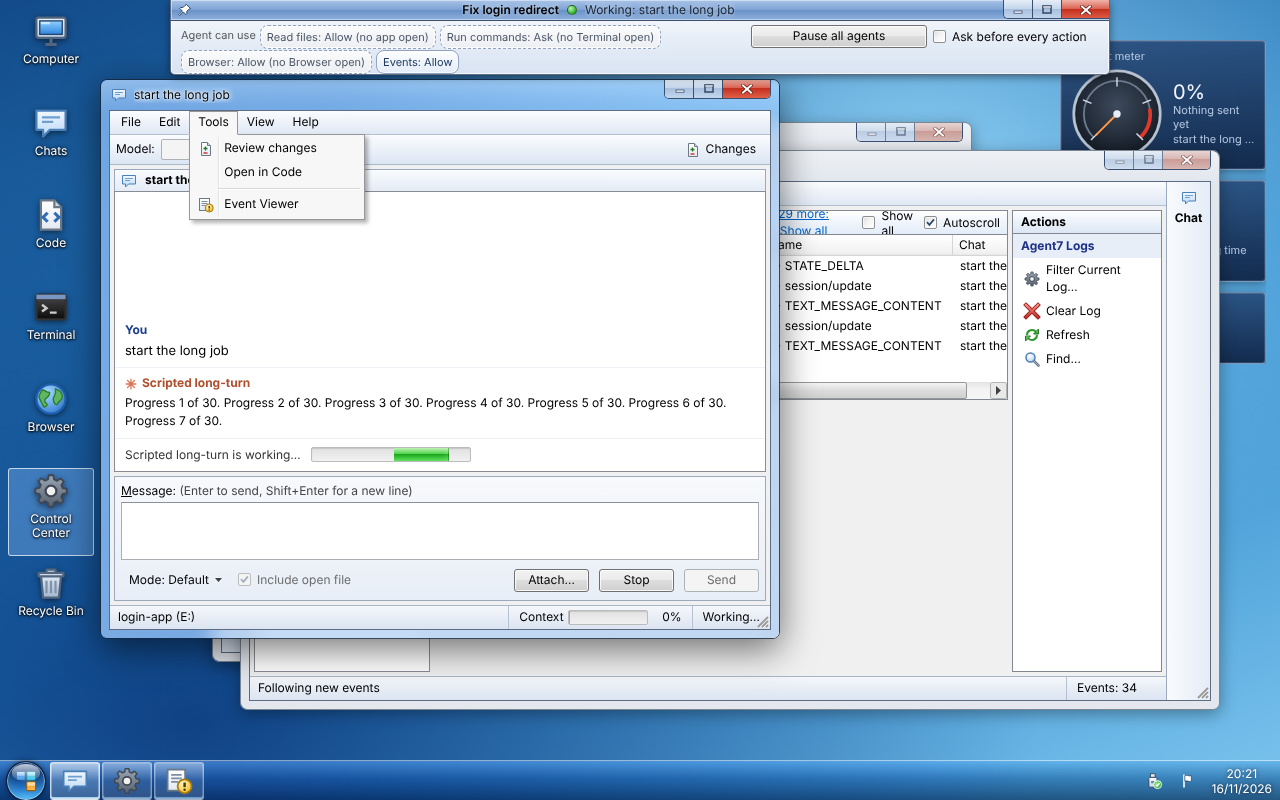 Fix login redirect
Working: start the long job
Agent can use
Read files: Allow (no app open)
Run commands: Ask (no Terminal open)
Browser: Allow (no Browser open)
Events: Allow
Pause all agents
Ask before every action
Computer
Chats
Code
Terminal
Browser
Control
Center
Recycle Bin
meter
0%
Nothing sent
yet
start the long ...
time
start the long job
File
Edit
Tools
View
Help
Model:
Changes
Review changes
Open in Code
Event Viewer
start the
You
start the long job
Scripted long-turn
Progress 1 of 30. Progress 2 of 30. Progress 3 of 30. Progress 4 of 30. Progress 5 of 30. Progress 6 of 30.
Progress 7 of 30.
Scripted long-turn is working...
Message: (Enter to send, Shift+Enter for a new line)
Mode: Default
Include open file
Attach...
Stop
Send
login-app (E:)
Context
0%
Working...
29 more:
Show all
Show
all
Autoscroll
ame
Chat
STATE_DELTA
start the
session/update
start the
TEXT_MESSAGE_CONTENT
start the
session/update
start the
TEXT_MESSAGE_CONTENT
start the
Actions
Agent7 Logs
Filter Current
Log...
Clear Log
Refresh
Find...
Chat
Following new events
Events: 34
20:21
16/11/2026